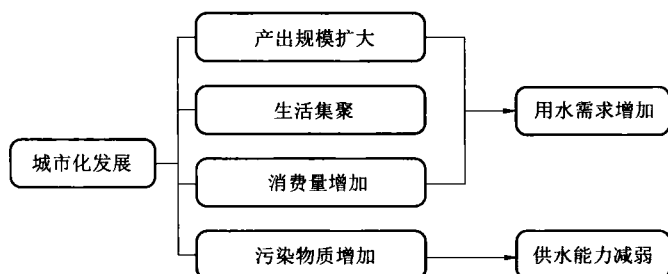 产出规模扩大
生活集聚
用水需求增加
城市化发展
消费量增加
污染物质增加
供水能力减弱